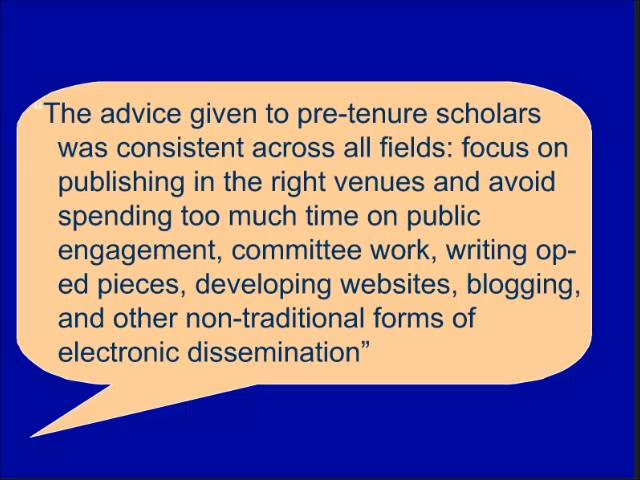 “The advice given to pre-tenure scholars
was consistent across all fields: focus on
publishing in the right venues and avoid
spending too much time on public
engagement, committee work, writing op-
ed pieces, developing websites, blogging,
and other non-traditional forms of
electronic dissemination”